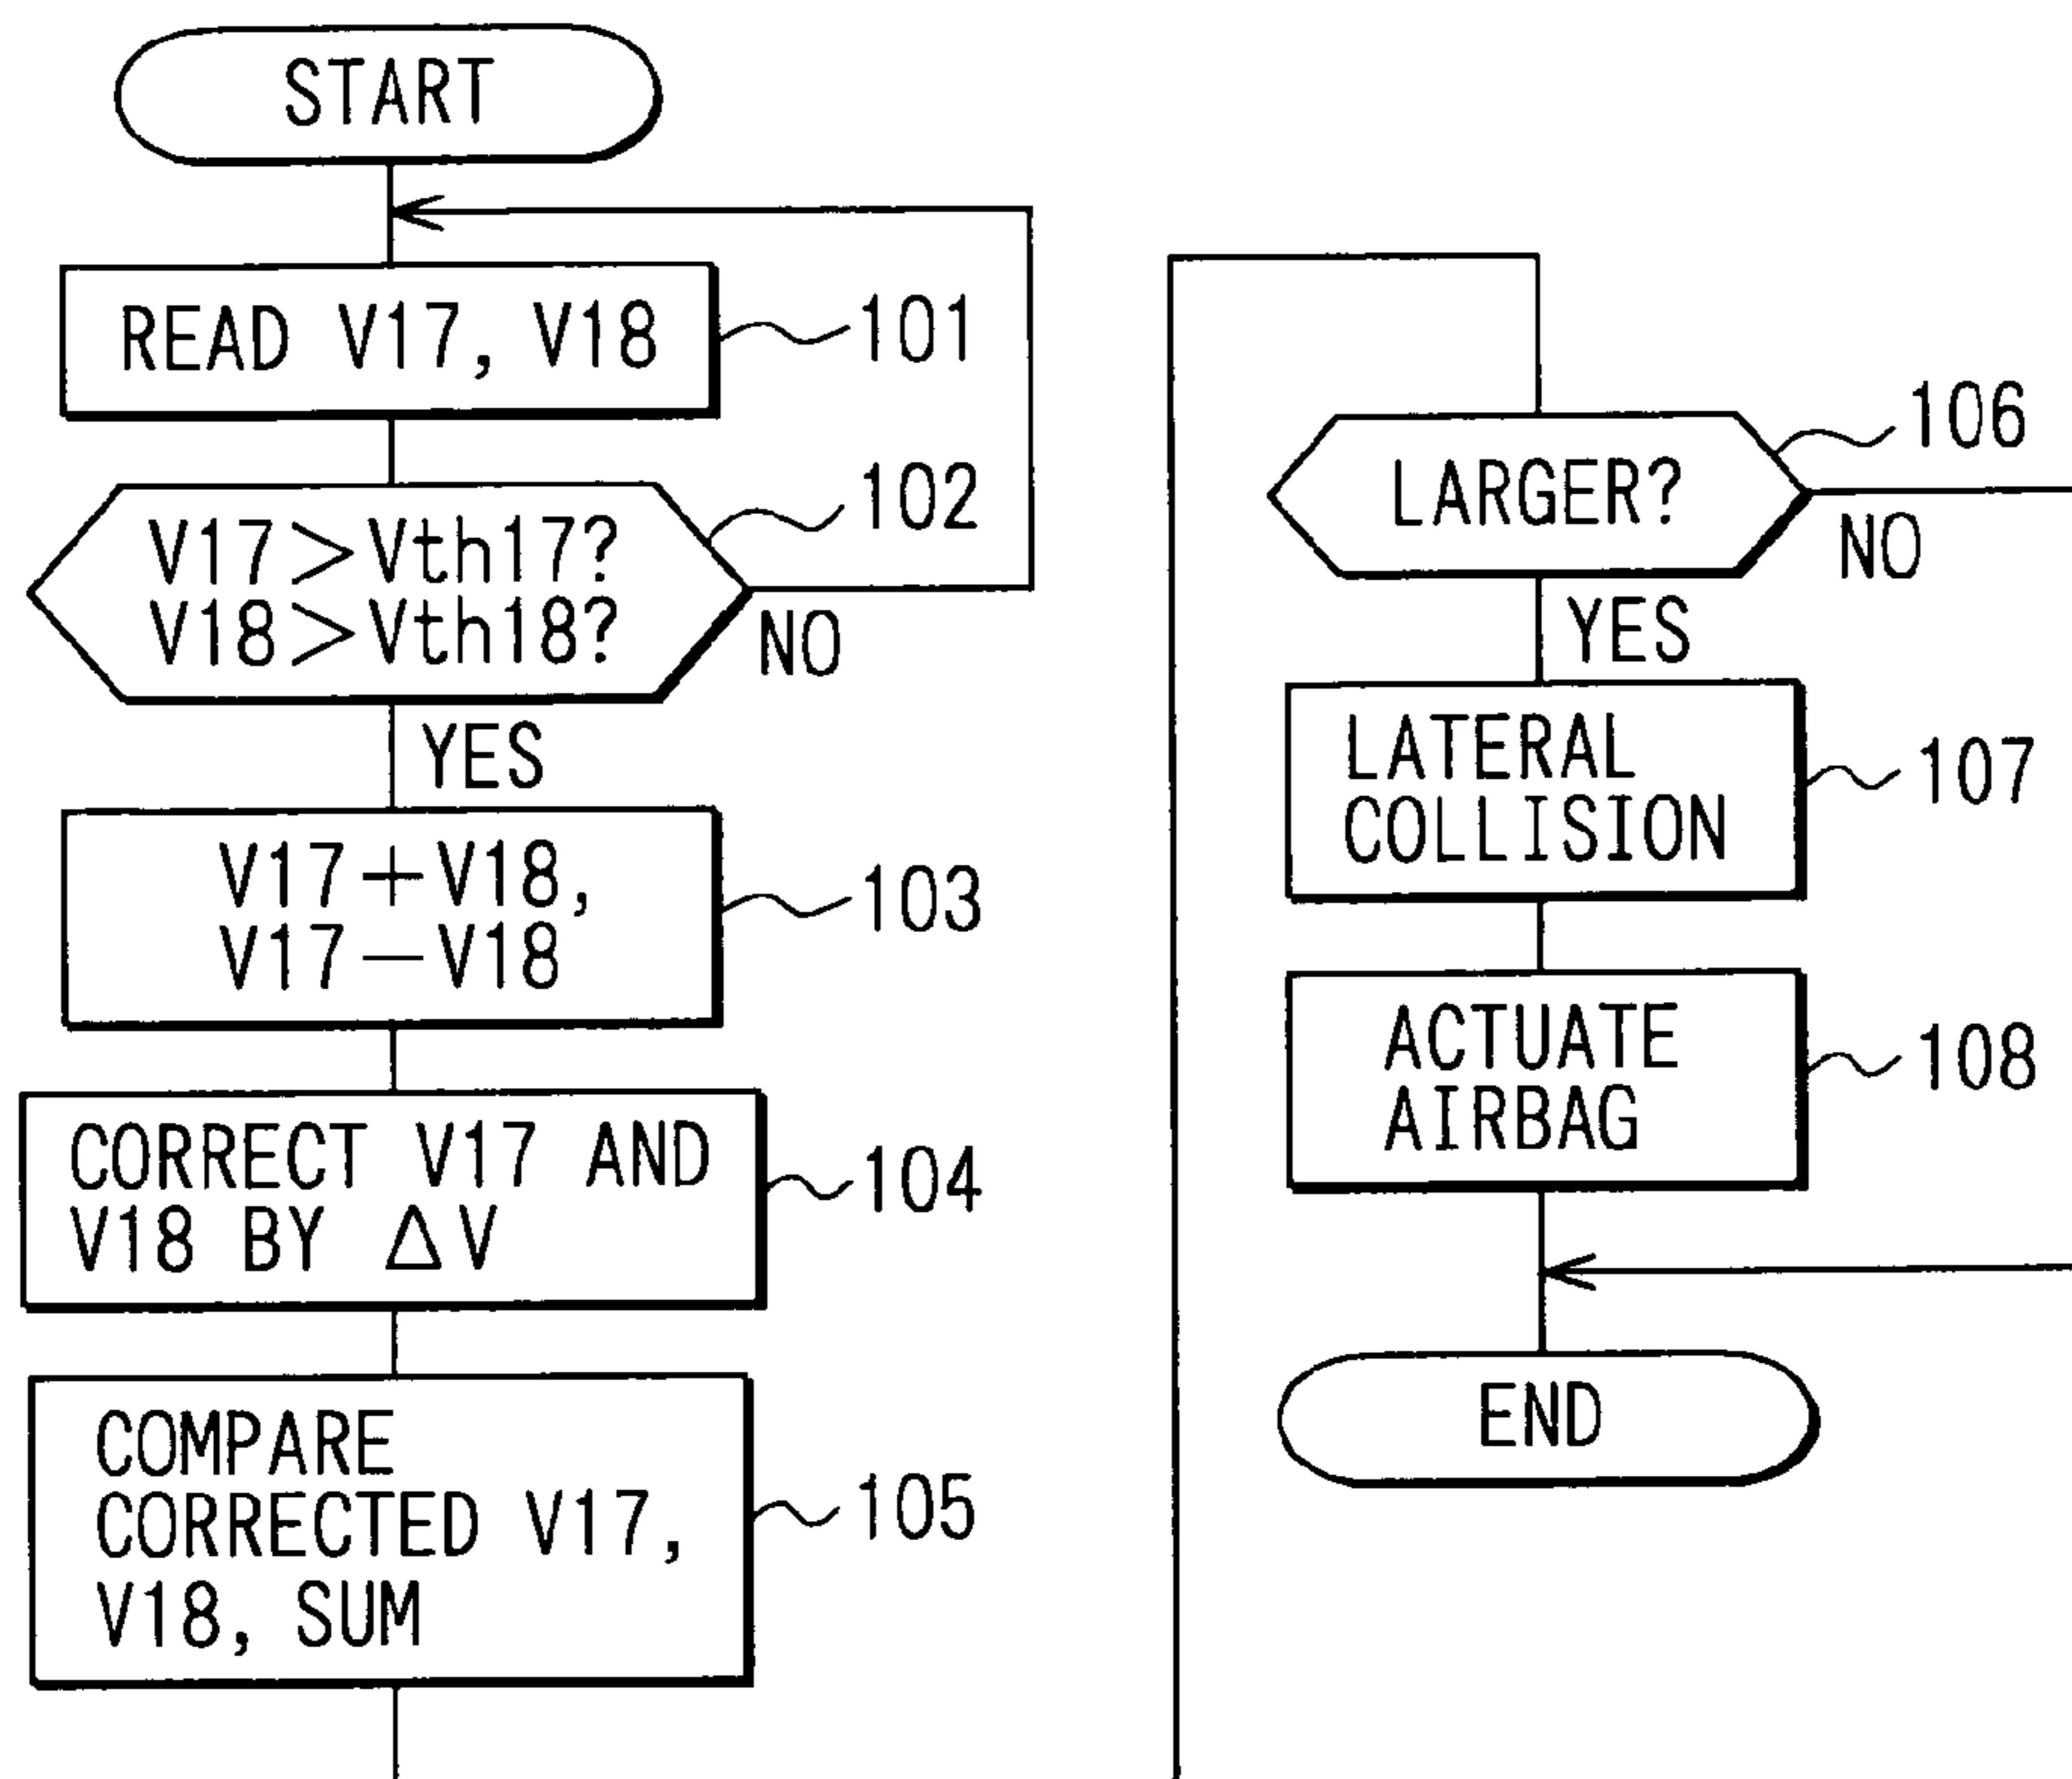 START
READ V17, V18
101
V17>Vth17?
V18>Vth18?
102
NO
YES
V17+V18,
V17−V18
103
CORRECT V17 AND
V18 BY ΔV
104
COMPARE
CORRECTED V17,
V18, SUM
105
LARGER?
106
NO
YES
LATERAL
COLLISION
107
ACTUATE
AIRBAG
108
END